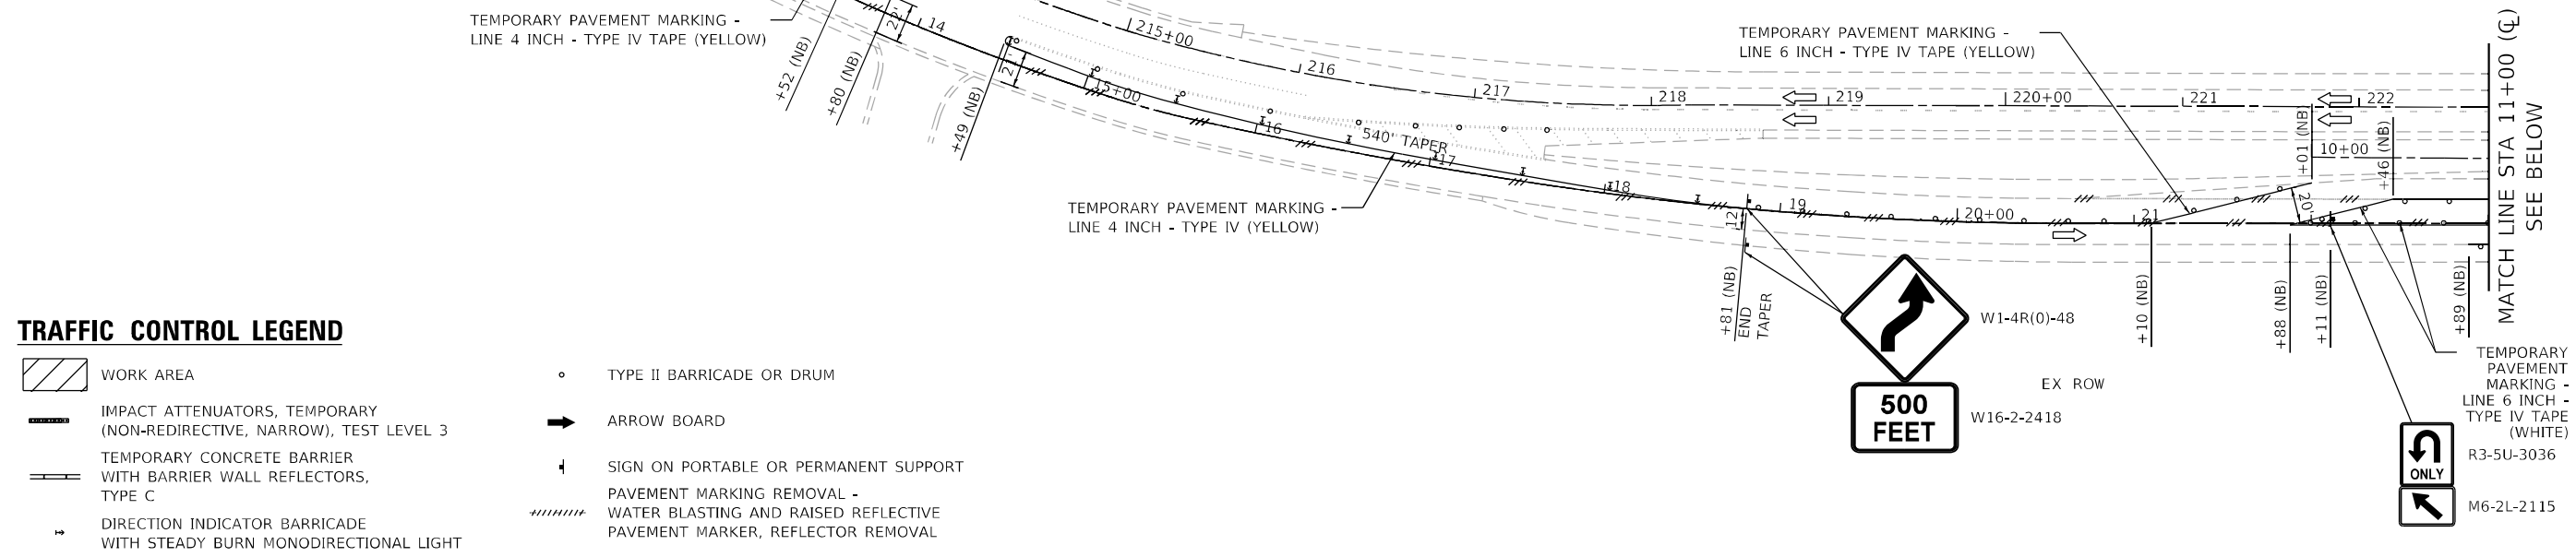 TEMPORARY PAVEMENT MARKING -
LINE 4 INCH - TYPE IV TAPE (YELLOW)
+52 (NB)
+80 (NB)
22'
14
+49 (NB)
21'
15+00
16
17
18
19
20+00
21
215+00
216
217
218
219
220+00
221
222
540' TAPER
TEMPORARY PAVEMENT MARKING -
LINE 4 INCH - TYPE IV (YELLOW)
TEMPORARY PAVEMENT MARKING -
LINE 6 INCH - TYPE IV TAPE (YELLOW)
+01 (NB)
10+00
+46 (NB)
20'
12'
+81 (NB)
END
TAPER
+10 (NB)
+88 (NB)
+11 (NB)
+89 (NB)
MATCH LINE STA 11+00 (℄)
SEE BELOW
W1-4R(0)-48
500
FEET
W16-2-2418
EX ROW
TEMPORARY
PAVEMENT
MARKING -
LINE 6 INCH -
TYPE IV TAPE
(WHITE)
ONLY
R3-5U-3036
M6-2L-2115
TRAFFIC CONTROL LEGEND
WORK AREA
IMPACT ATTENUATORS, TEMPORARY
(NON-REDIRECTIVE, NARROW), TEST LEVEL 3
TEMPORARY CONCRETE BARRIER
WITH BARRIER WALL REFLECTORS,
TYPE C
DIRECTION INDICATOR BARRICADE
WITH STEADY BURN MONODIRECTIONAL LIGHT
TYPE II BARRICADE OR DRUM
ARROW BOARD
SIGN ON PORTABLE OR PERMANENT SUPPORT
PAVEMENT MARKING REMOVAL -
WATER BLASTING AND RAISED REFLECTIVE
PAVEMENT MARKER, REFLECTOR REMOVAL